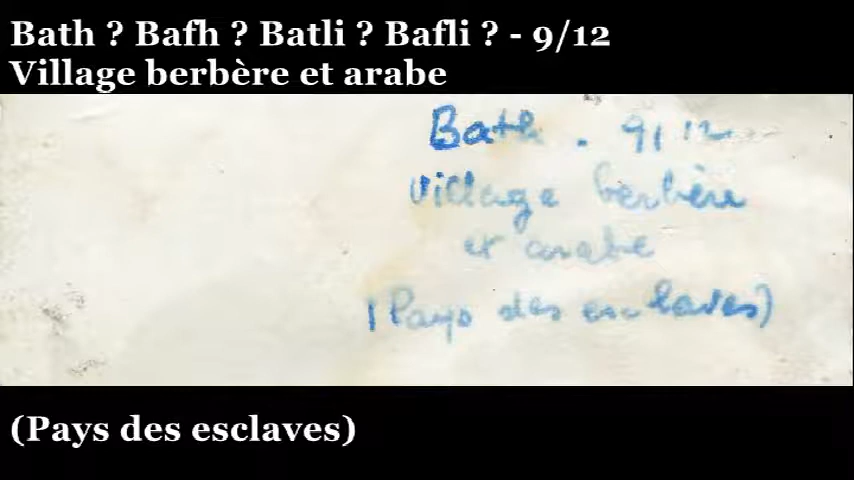 Bath ? Bafh ? Batli ? Bafli ? - 9/12
Village berbère et arabe
Bath . 9/12
Village berbère
et arabe
(Pays des esclaves)
(Pays des esclaves)